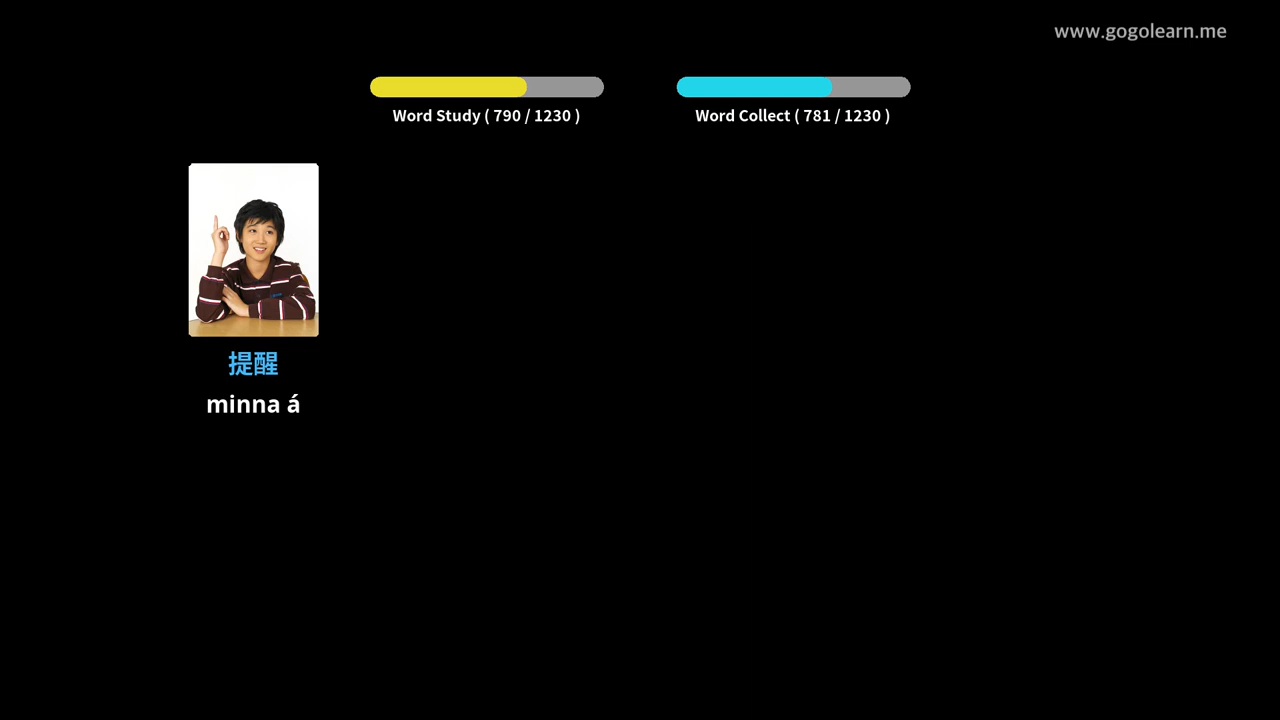 www.gogolearn.me
Word Study ( 790 / 1230 )
Word Collect ( 781 / 1230 )
提醒
minna á